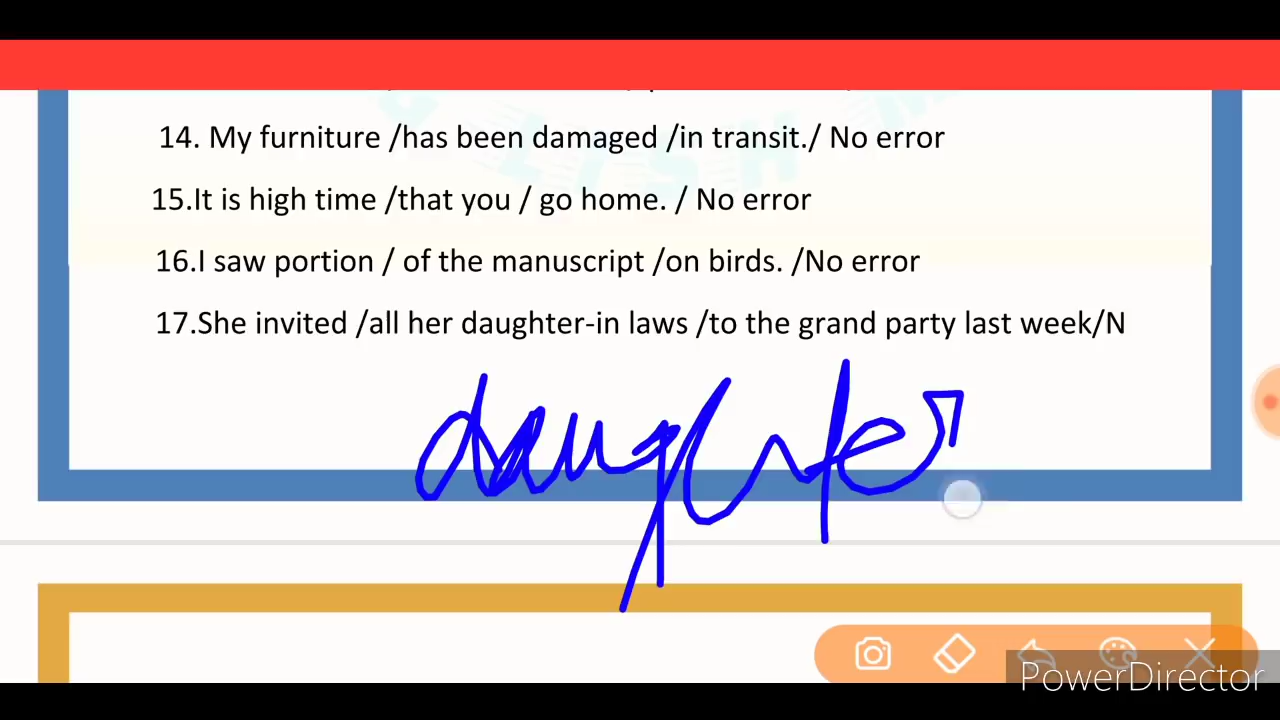 14. My furniture /has been damaged /in transit./ No error
15.It is high time /that you / go home. / No error
16.I saw portion / of the manuscript /on birds. /No error
17.She invited /all her daughter-in laws /to the grand party last week/N
daughter
PowerDirector